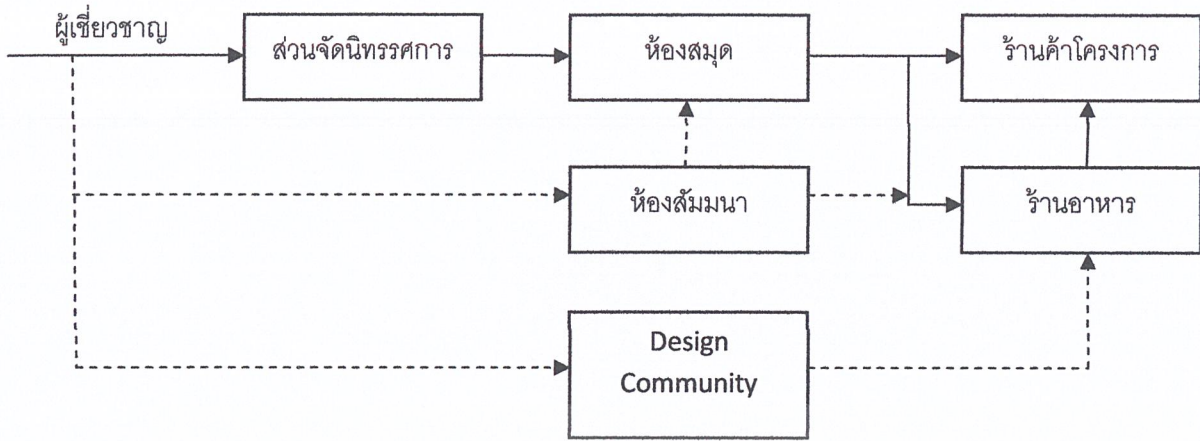 ผู้เชี่ยวชาญ
ส่วนจัดนิทรรศการ
ห้องสมุด
ร้านค้าโครงการ
ห้องสัมมนา
ร้านอาหาร
Design
Community